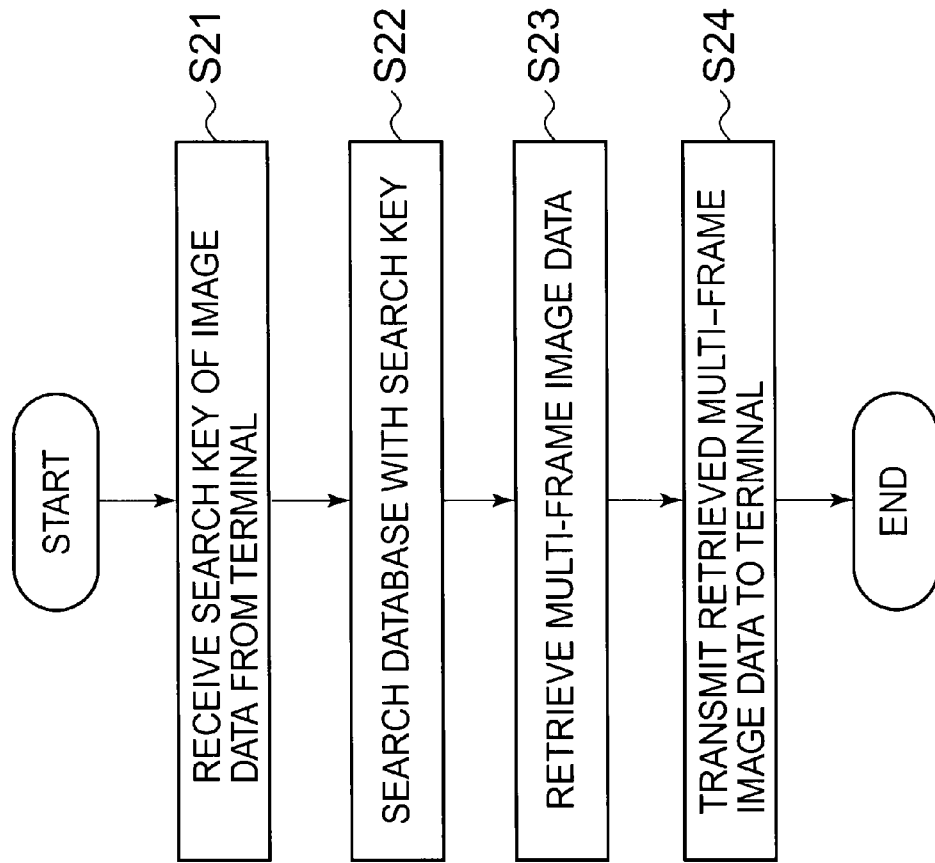 START
RECEIVE SEARCH KEY OF IMAGE
DATA FROM TERMINAL
S21
SEARCH DATABASE WITH SEARCH KEY
S22
RETRIEVE MULTI-FRAME IMAGE DATA
S23
TRANSMIT RETRIEVED MULTI-FRAME
IMAGE DATA TO TERMINAL
S24
END